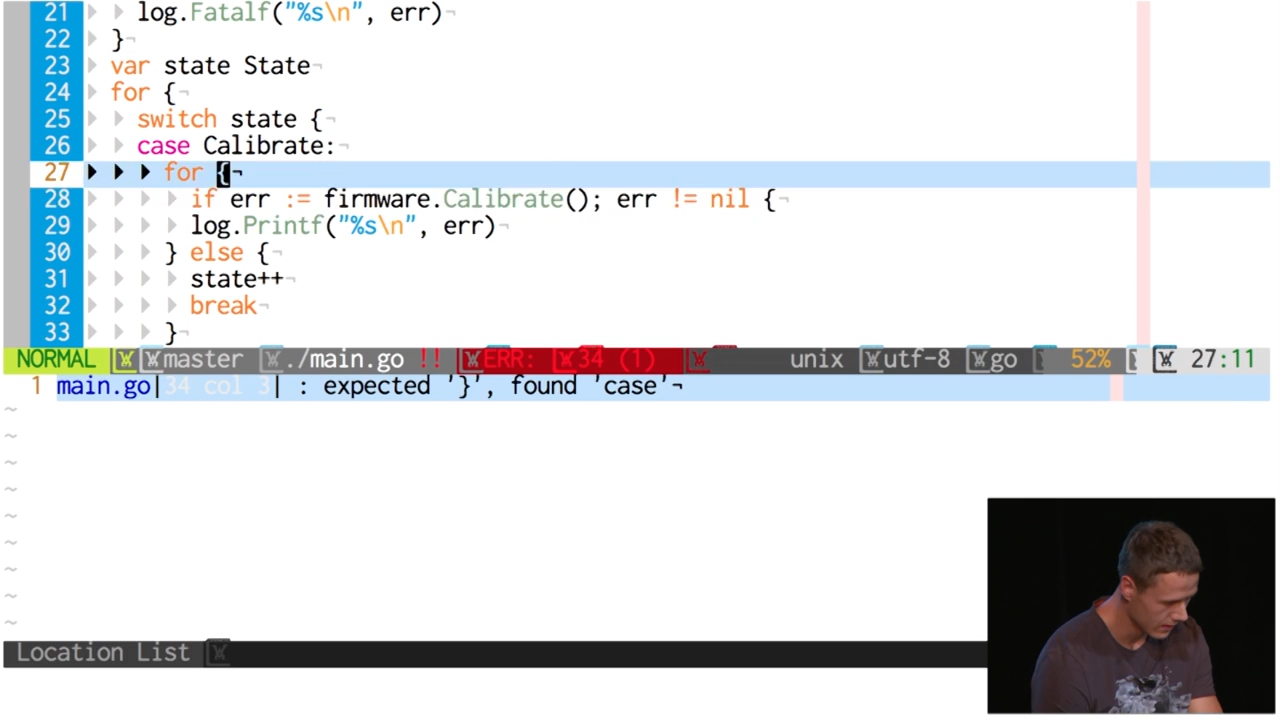 21 log.Fatalf("%s\n", err)¬
22 }¬
23 var state State¬
24 for {¬
25 switch state {¬
26 case Calibrate:¬
27 for {¬
28 if err := firmware.Calibrate(); err != nil {¬
29 log.Printf("%s\n", err)¬
30 } else {¬
31 state++¬
32 break¬
33 }¬
NORMAL master ./main.go !! ERR: 34 (1) unix utf-8 go 52% 27:11
1 main.go|34 col 3| : expected '}', found 'case'¬
~
~
~
~
~
~
~
~
~
Location List